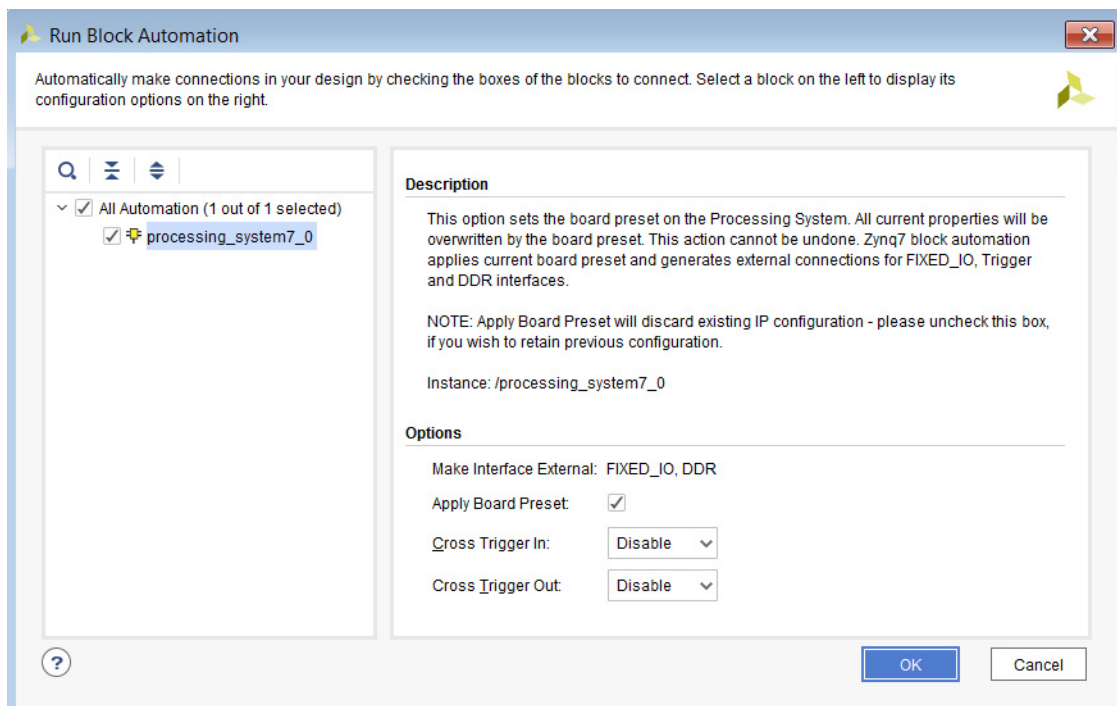 Run Block Automation
Automatically make connections in your design by checking the boxes of the blocks to connect. Select a block on the left to display its
configuration options on the right.
All Automation (1 out of 1 selected)
processing_system7_0
Description
This option sets the board preset on the Processing System. All current properties will be
overwritten by the board preset. This action cannot be undone. Zynq7 block automation
applies current board preset and generates external connections for FIXED_IO, Trigger
and DDR interfaces.
NOTE: Apply Board Preset will discard existing IP configuration - please uncheck this box,
if you wish to retain previous configuration.
Instance: /processing_system7_0
Options
Make Interface External: FIXED_IO, DDR
Apply Board Preset:
Cross Trigger In: Disable
Cross Trigger Out: Disable
?
OK
Cancel